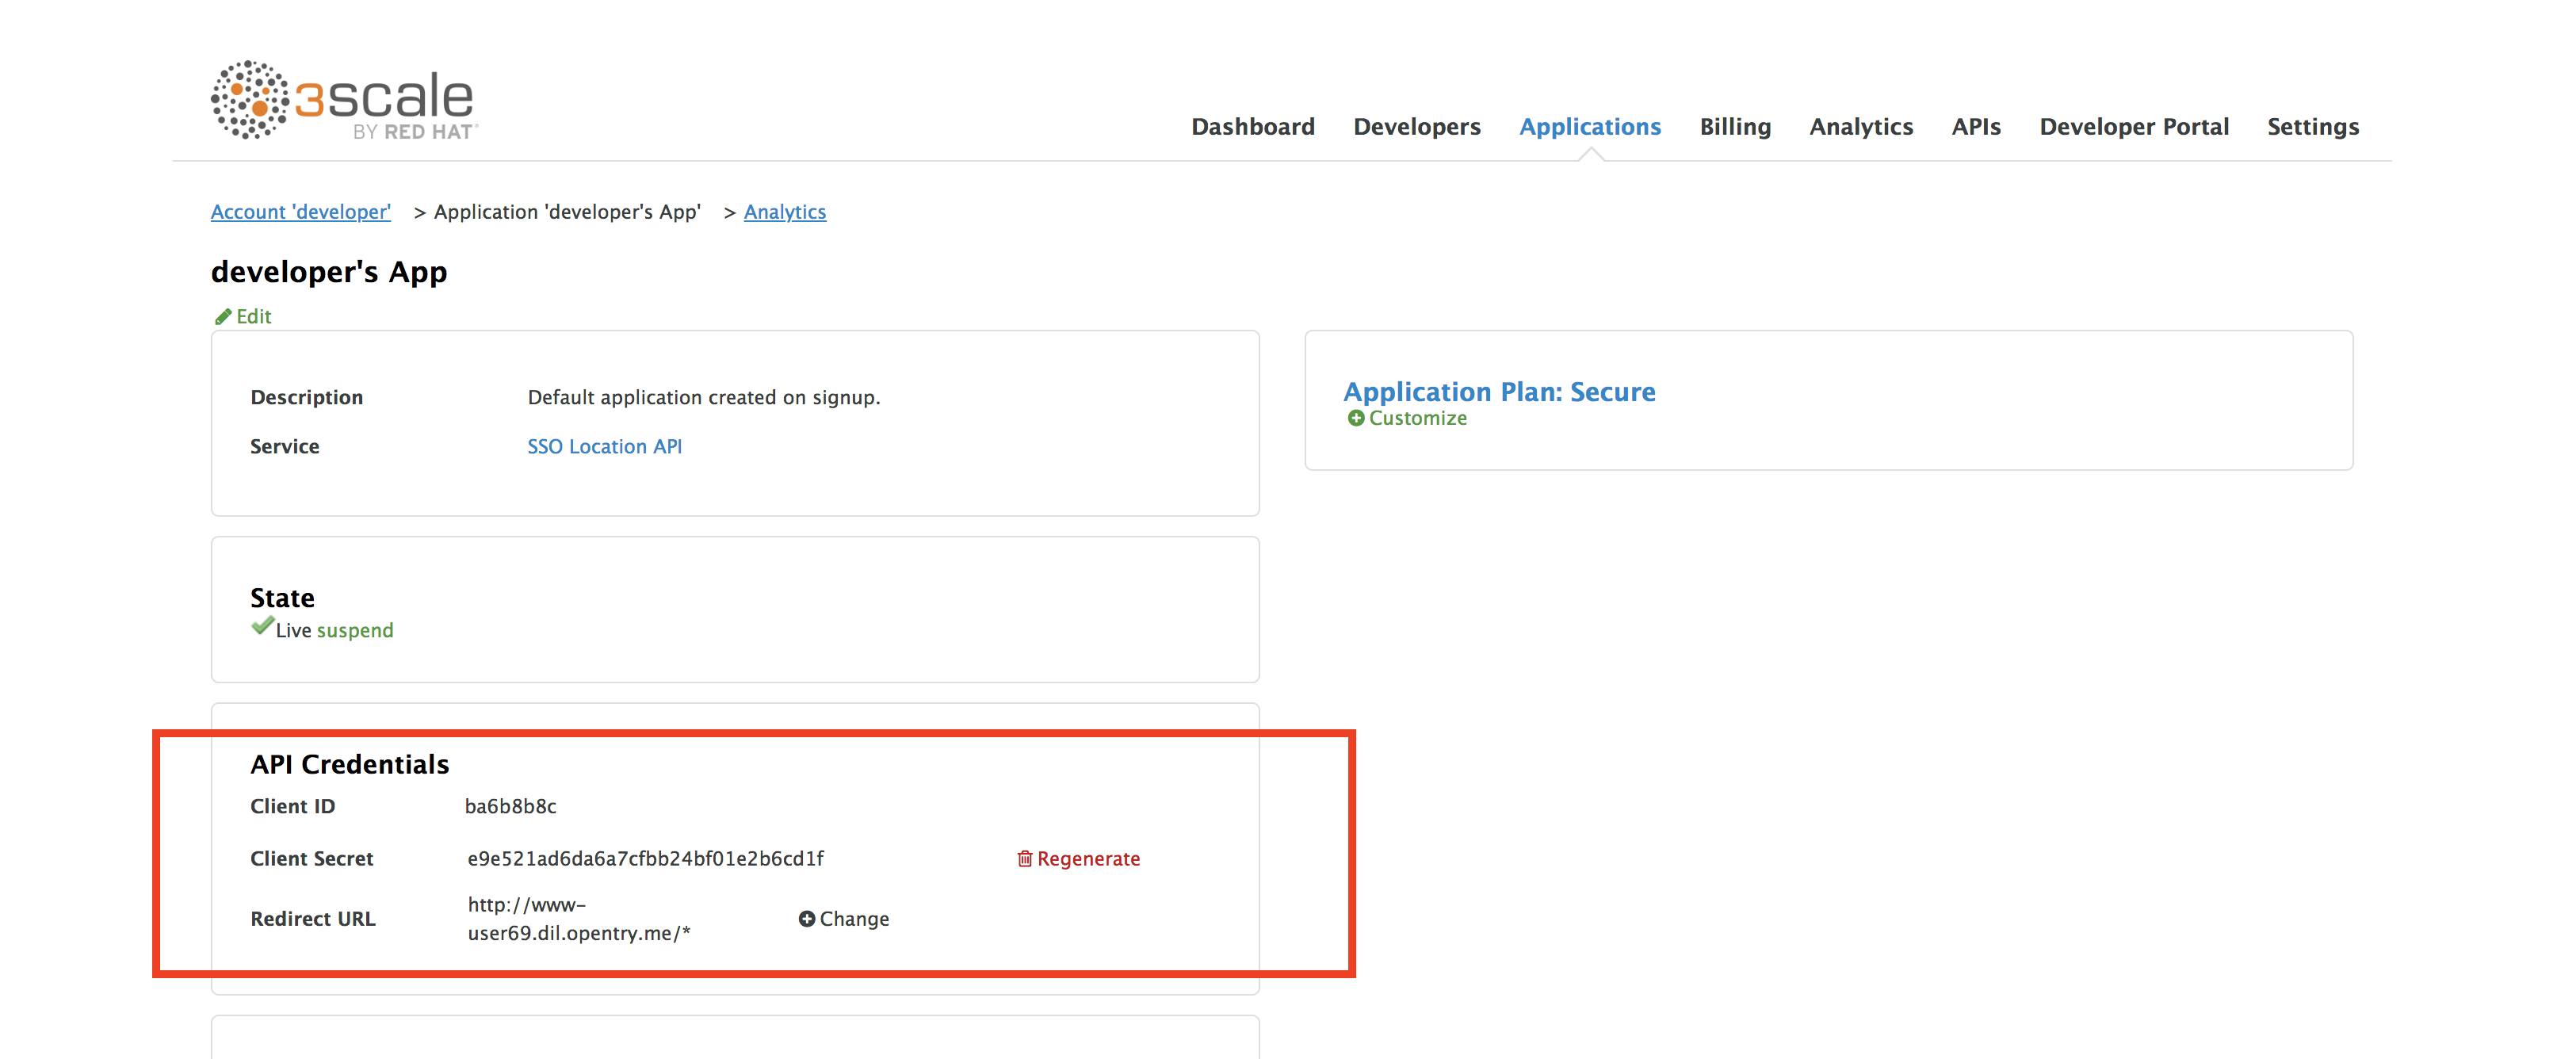 3scale
BY RED HAT
Dashboard Developers Applications Billing Analytics APIs Developer Portal Settings
Account 'developer' > Application 'developer's App' > Analytics
developer's App
Edit
Description Default application created on signup.
Service SSO Location API
Application Plan: Secure
Customize
State
Live suspend
API Credentials
Client ID ba6b8b8c
Client Secret e9e521ad6da6a7cfbb24bf01e2b6cd1f Regenerate
Redirect URL http://www-
user69.dil.opentry.me/* Change